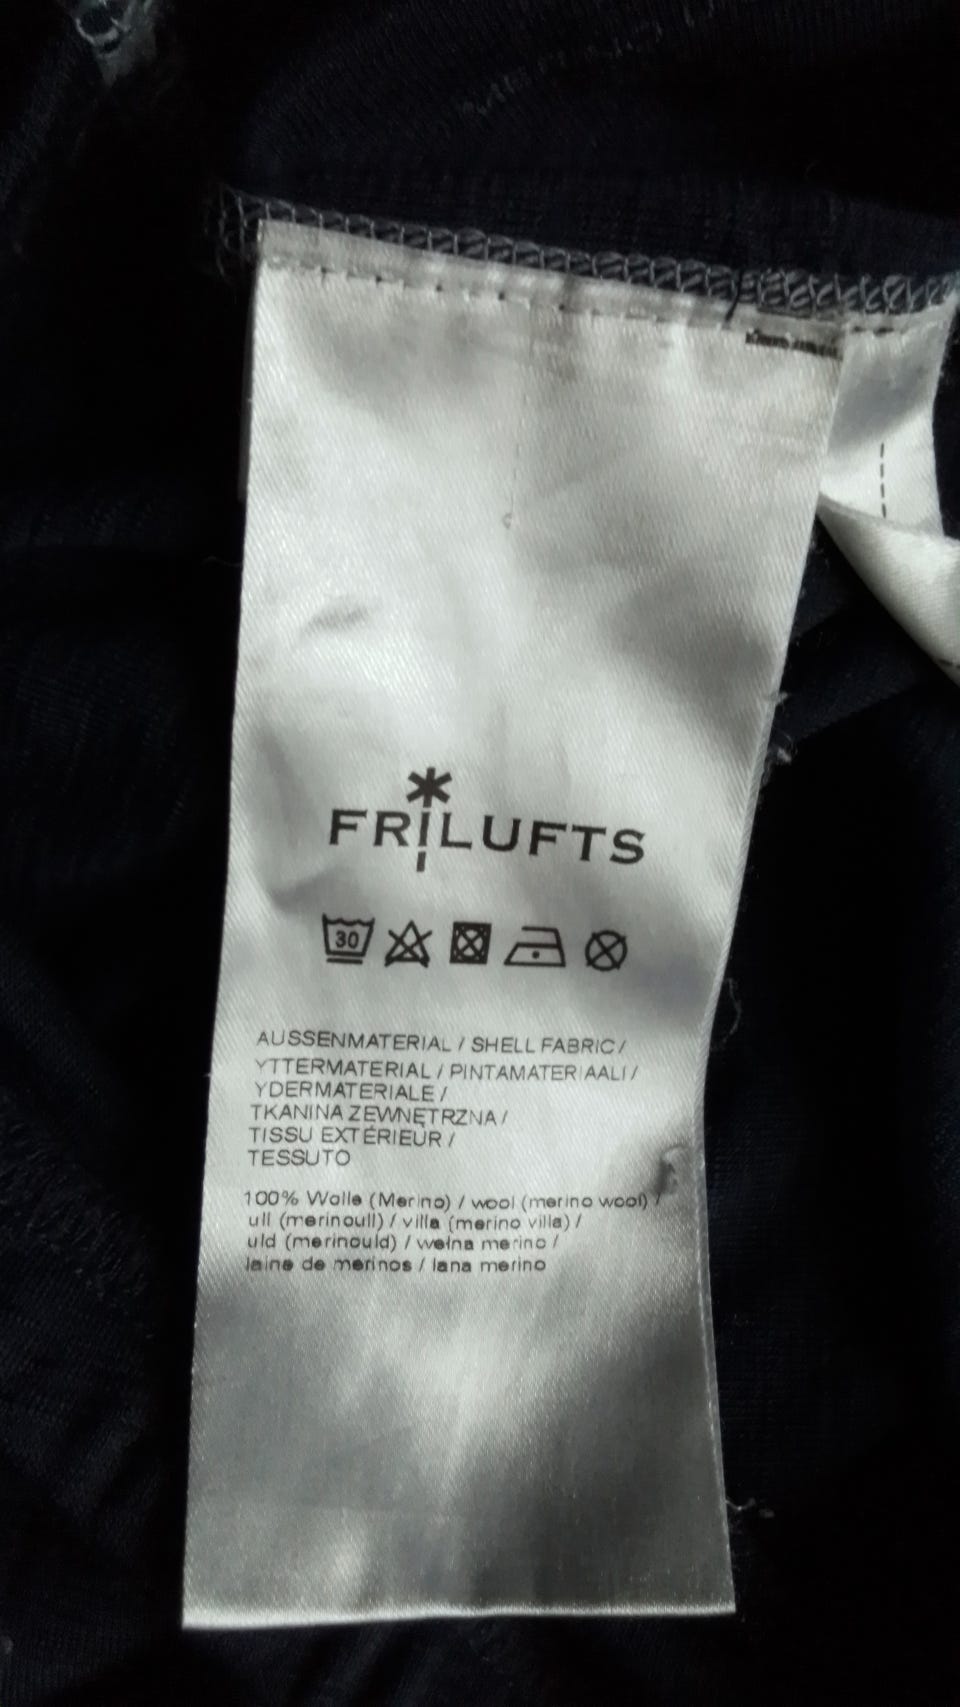 FRILUFTS
30
AUSSENMATERIAL / SHELL FABRIC /
YTTERMATERIAL / PINTAMATERIAALI /
YDERMATERIALE /
TKANINA ZEWNĘTRZNA /
TISSU EXTÉRIEUR /
TESSUTO
100% Wolle (Merino) / wool (merino wool) /
ull (merinoull) / villa (merino villa) /
uld (merinould) / wełna merino /
laine de merinos / lana merino